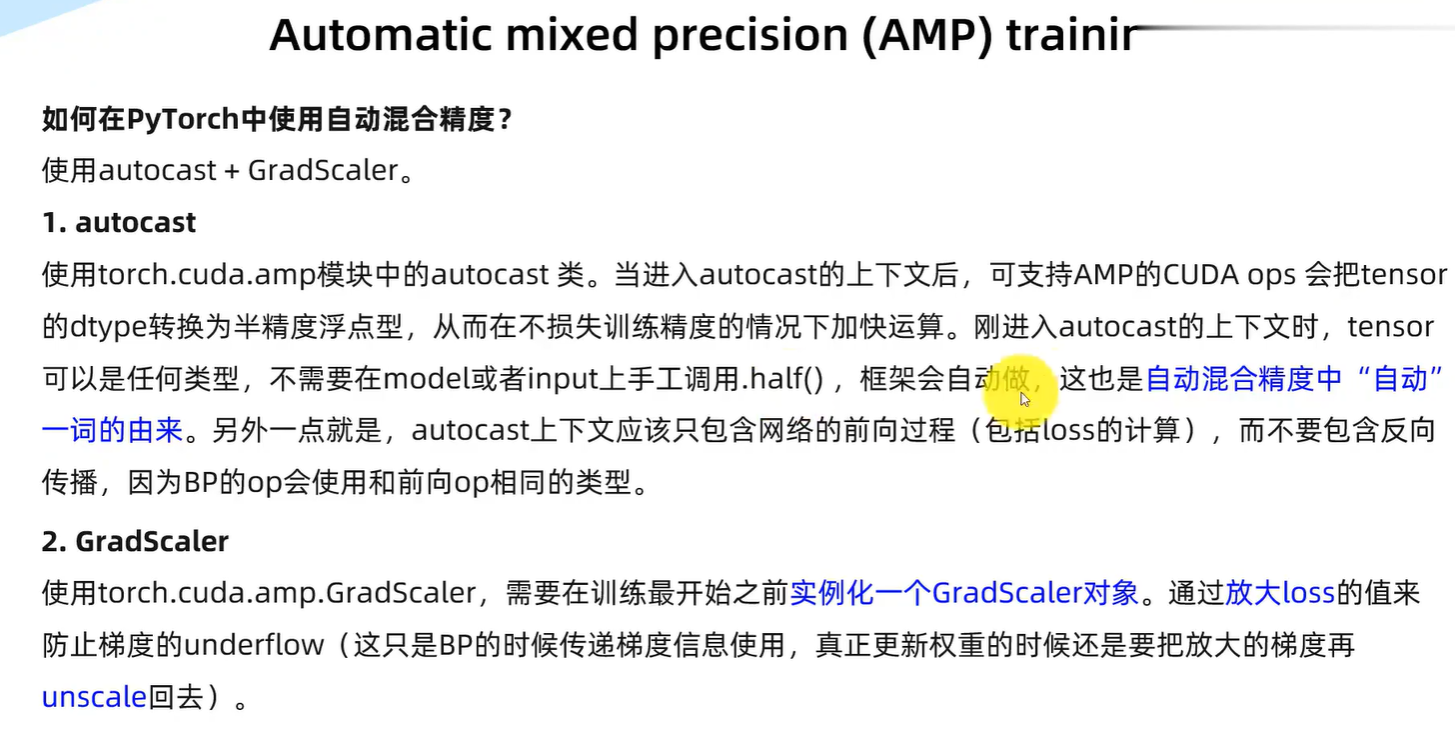 Automatic mixed precision (AMP)
如何在PyTorch中使用自动混合精度？
使用autocast + GradScaler。
1. autocast
使用torch.cuda.amp模块中的autocast 类。当进入autocast的上下文后，可支持AMP的CUDA ops 会把tensor
的dtype转换为半精度浮点型，从而在不损失训练精度的情况下加快运算。刚进入autocast的上下文时，tensor
可以是任何类型，不需要在model或者input上手工调用.half() ，框架会自动做，这也是自动混合精度中“自动”
一词的由来。另外一点就是，autocast上下文应该只包含网络的前向过程（包括loss的计算），而不要包含反向
传播，因为BP的op会使用和前向op相同的类型。
2. GradScaler
使用torch.cuda.amp.GradScaler，需要在训练最开始之前实例化一个GradScaler对象。通过放大loss的值来
防止梯度的underflow（这只是BP的时候传递梯度信息使用，真正更新权重的时候还是要把放大的梯度再
unscale回去）。